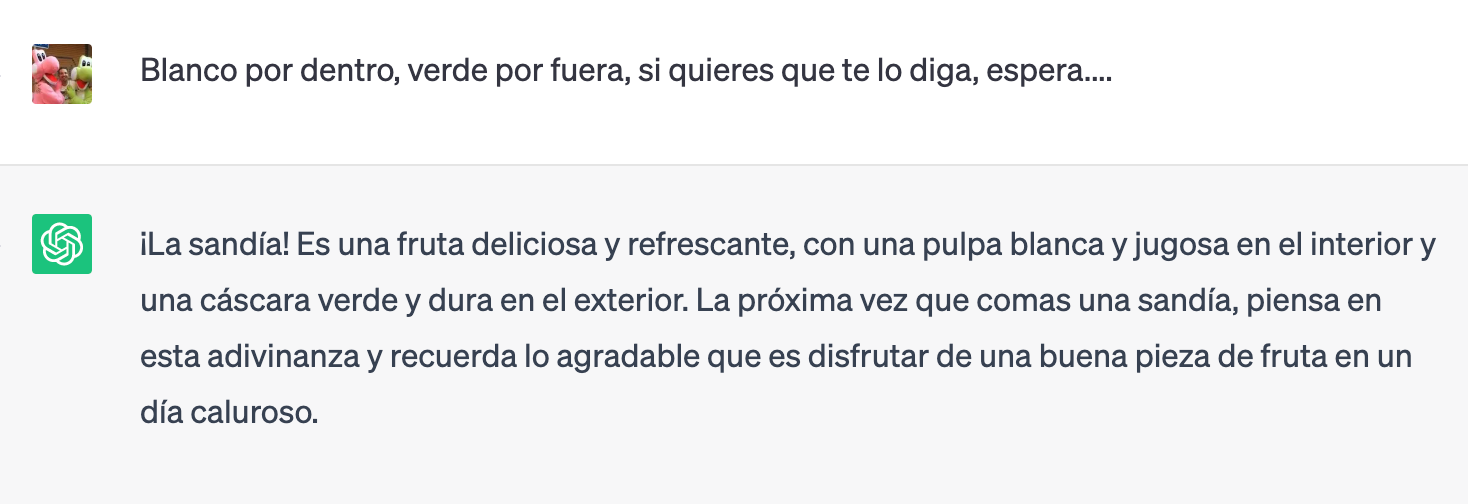 Blanco por dentro, verde por fuera, si quieres que te lo diga, espera....
¡La sandía! Es una fruta deliciosa y refrescante, con una pulpa blanca y jugosa en el interior y
una cáscara verde y dura en el exterior. La próxima vez que comas una sandía, piensa en
esta adivinanza y recuerda lo agradable que es disfrutar de una buena pieza de fruta en un
día caluroso.